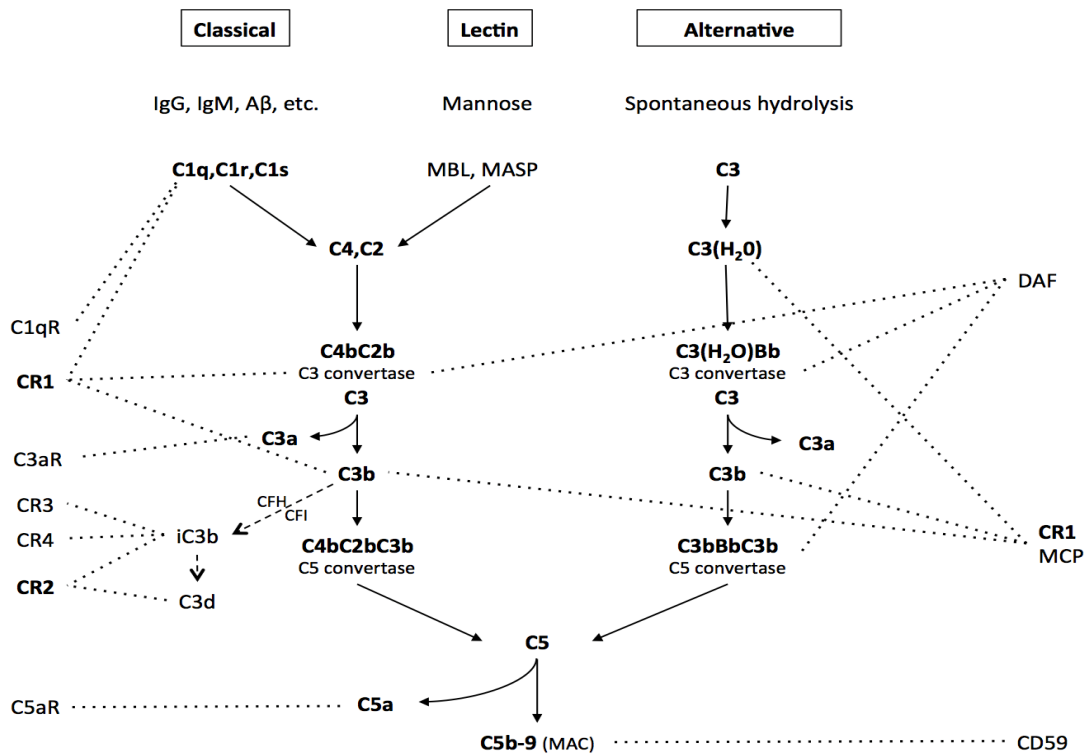 Classical
Lectin
Alternative
IgG, IgM, Aβ, etc.
Mannose
Spontaneous hydrolysis
C1q,C1r,C1s
MBL, MASP
C3
C4,C2
C3(H₂0)
DAF
C1qR
C4bC2b
C3(H₂O)Bb
CR1
C3 convertase
C3 convertase
C3
C3
C3a
C3a
C3aR
C3b
C3b
CR3
CFH
CFI
CR4
iC3b
C4bC2bC3b
C3bBbC3b
CR1
C5 convertase
C5 convertase
MCP
CR2
C3d
C5
C5aR
C5a
C5b-9 (MAC)
CD59